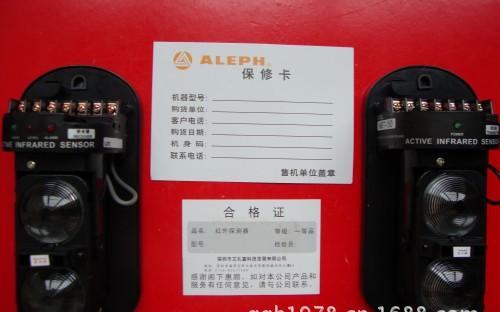 ALEPH®
保修卡
机器型号:
购货单位:
客户电话:
购货日期:
机身码:
联系电话:
售机单位盖章
LEVEL ALARM
ACTIVE INFRARED SENSOR
POWER
ACTIVE INFRARED SENSOR
合格证
品名: 红外探测器 等级: 一等品
型号: 检验员:
深圳市艾礼富科技发展有限公司
感谢阁下惠顾,如对本公司产品和
服务有任何意见,请与公司联系。